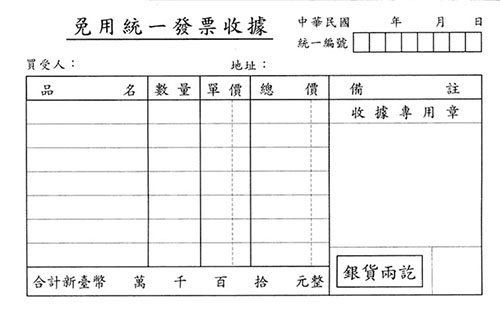 免用統一發票收據
中華民國 年 月 日
統一編號
買受人： 地址：
品名 數量 單價 總價 備註
收據專用章
銀貨兩訖
合計新臺幣 萬 千 百 拾 元整